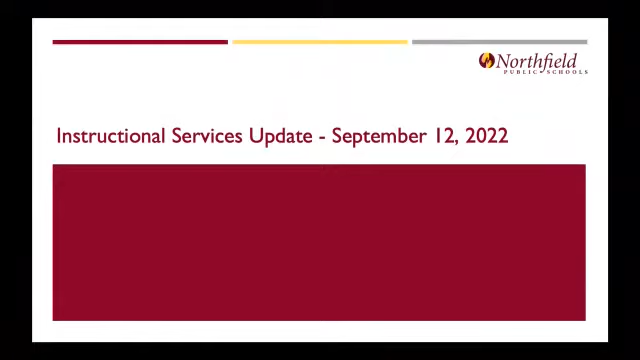 Northfield
PUBLIC SCHOOLS
Instructional Services Update - September 12, 2022